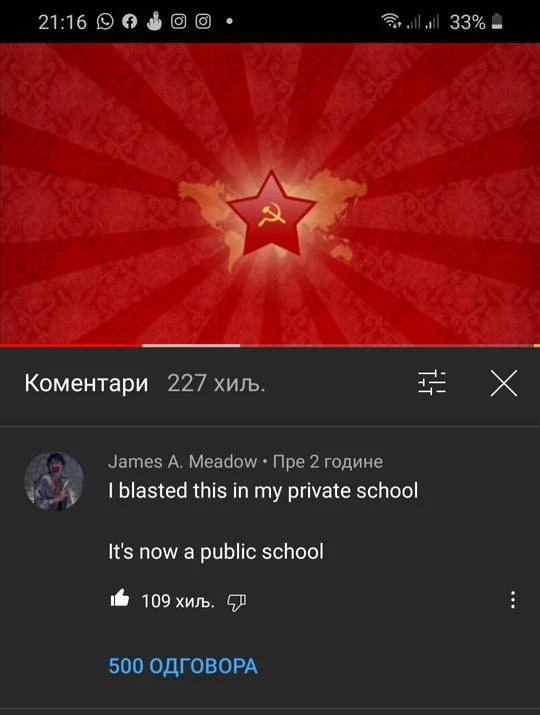 21:16 33%
Коментари 227 хиљ.
James A. Meadow • Пре 2 године
I blasted this in my private school
It's now a public school
109 хиљ.
500 ОДГОВОРА